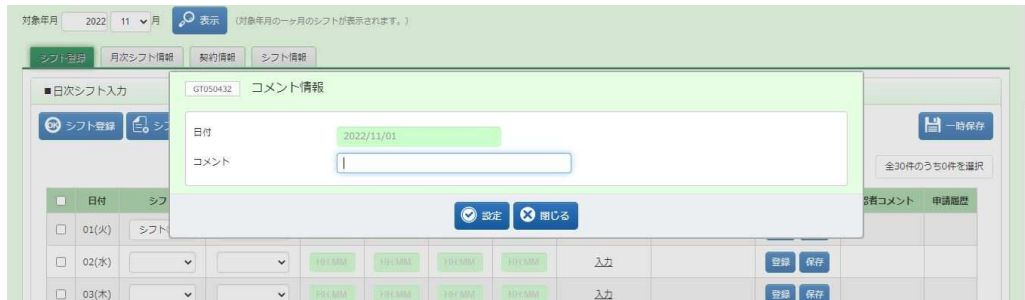 対象年月 2022 11 月 表示 (対象年月の一ヶ月のシフトが表示されます。)
シフト登録 月次シフト情報 契約情報 シフト情報
■日次シフト入力
GT050432 コメント情報
シフト登録 シフ 一時保存
日付 2022/11/01
コメント
全30件のうち0件を選択
日付 シフ 者コメント 申請履歴
設定 閉じる
01(火) シフト
02(水) HH:MM HH:MM HH:MM HH:MM 入力 登録 保存
03(木) HH:MM HH:MM HH:MM HH:MM 入力 登録 保存